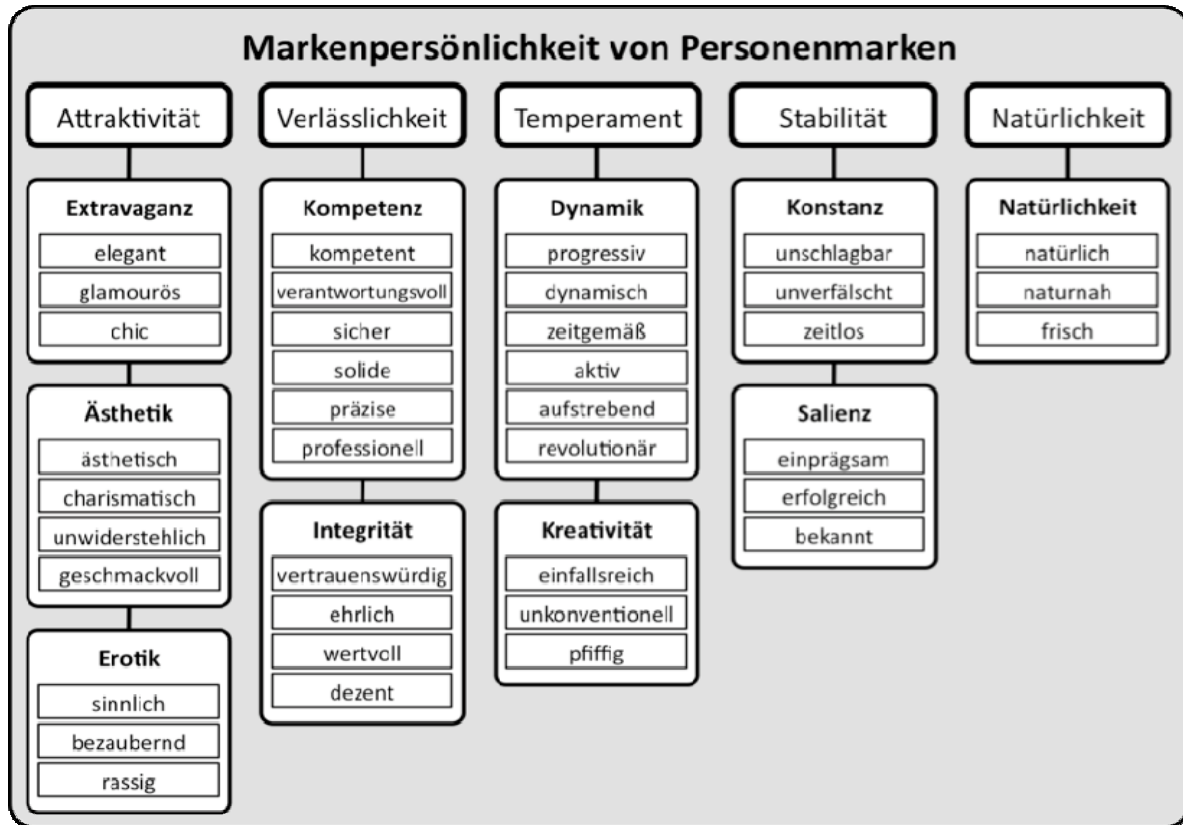 Markenpersönlichkeit von Personenmarken
Attraktivität
Extravaganz
elegant
glamourös
chic
Ästhetik
ästhetisch
charismatisch
unwiderstehlich
geschmackvoll
Erotik
sinnlich
bezaubernd
rassig
Verlässlichkeit
Kompetenz
kompetent
verantwortungsvoll
sicher
solide
präzise
professionell
Integrität
vertrauenswürdig
ehrlich
wertvoll
dezent
Temperament
Dynamik
progressiv
dynamisch
zeitgemäß
aktiv
aufstrebend
revolutionär
Kreativität
einfallsreich
unkonventionell
pfiffig
Stabilität
Konstanz
unschlagbar
unverfälscht
zeitlos
Salienz
einprägsam
erfolgreich
bekannt
Natürlichkeit
Natürlichkeit
natürlich
naturnah
frisch